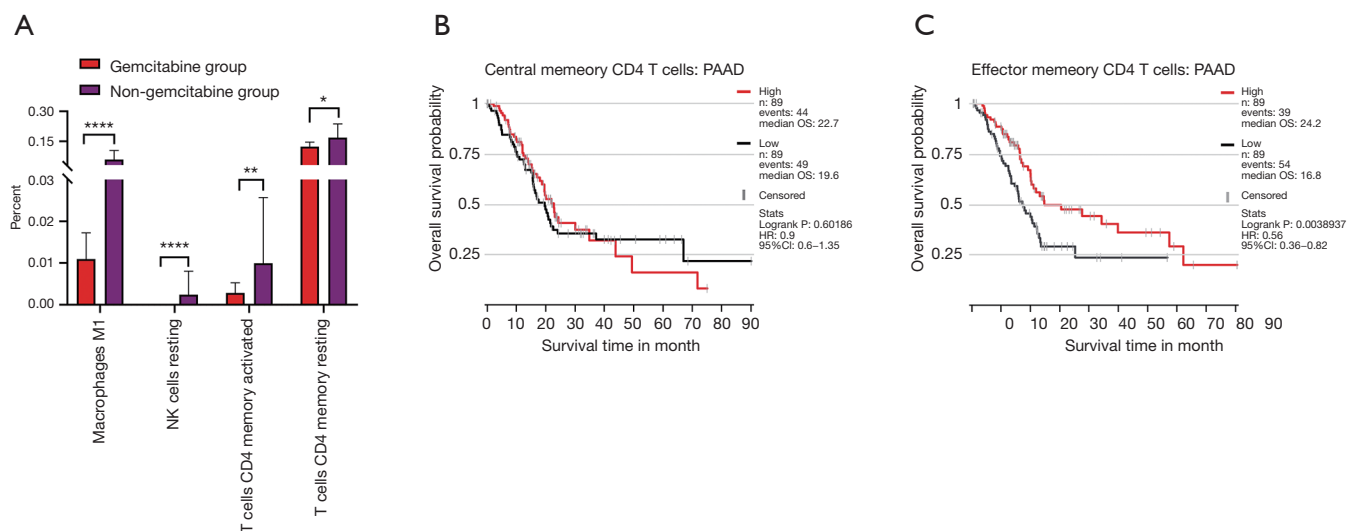 A
Gemcitabine group
Non-gemcitabine group
Percent
0.30
0.15
0.03
0.02
0.01
0.00
****
****
**
*
Macrophages M1
NK cells resting
T cells CD4 memory activated
T cells CD4 memory resting
B
Central memeory CD4 T cells: PAAD
Overall survival probability
1
0.75
0.5
0.25
0 10 20 30 40 50 60 70 80 90
Survival time in month
High
n: 89
events: 44
median OS: 22.7
Low
n: 89
events: 49
median OS: 19.6
Censored
Stats
Logrank P: 0.60186
HR: 0.9
95%CI: 0.6–1.35
C
Effector memeory CD4 T cells: PAAD
Overall survival probability
1
0.75
0.5
0.25
0 10 20 30 40 50 60 70 80 90
Survival time in month
High
n: 89
events: 39
median OS: 24.2
Low
n: 89
events: 54
median OS: 16.8
Censored
Stats
Logrank P: 0.0038937
HR: 0.56
95%CI: 0.36–0.82